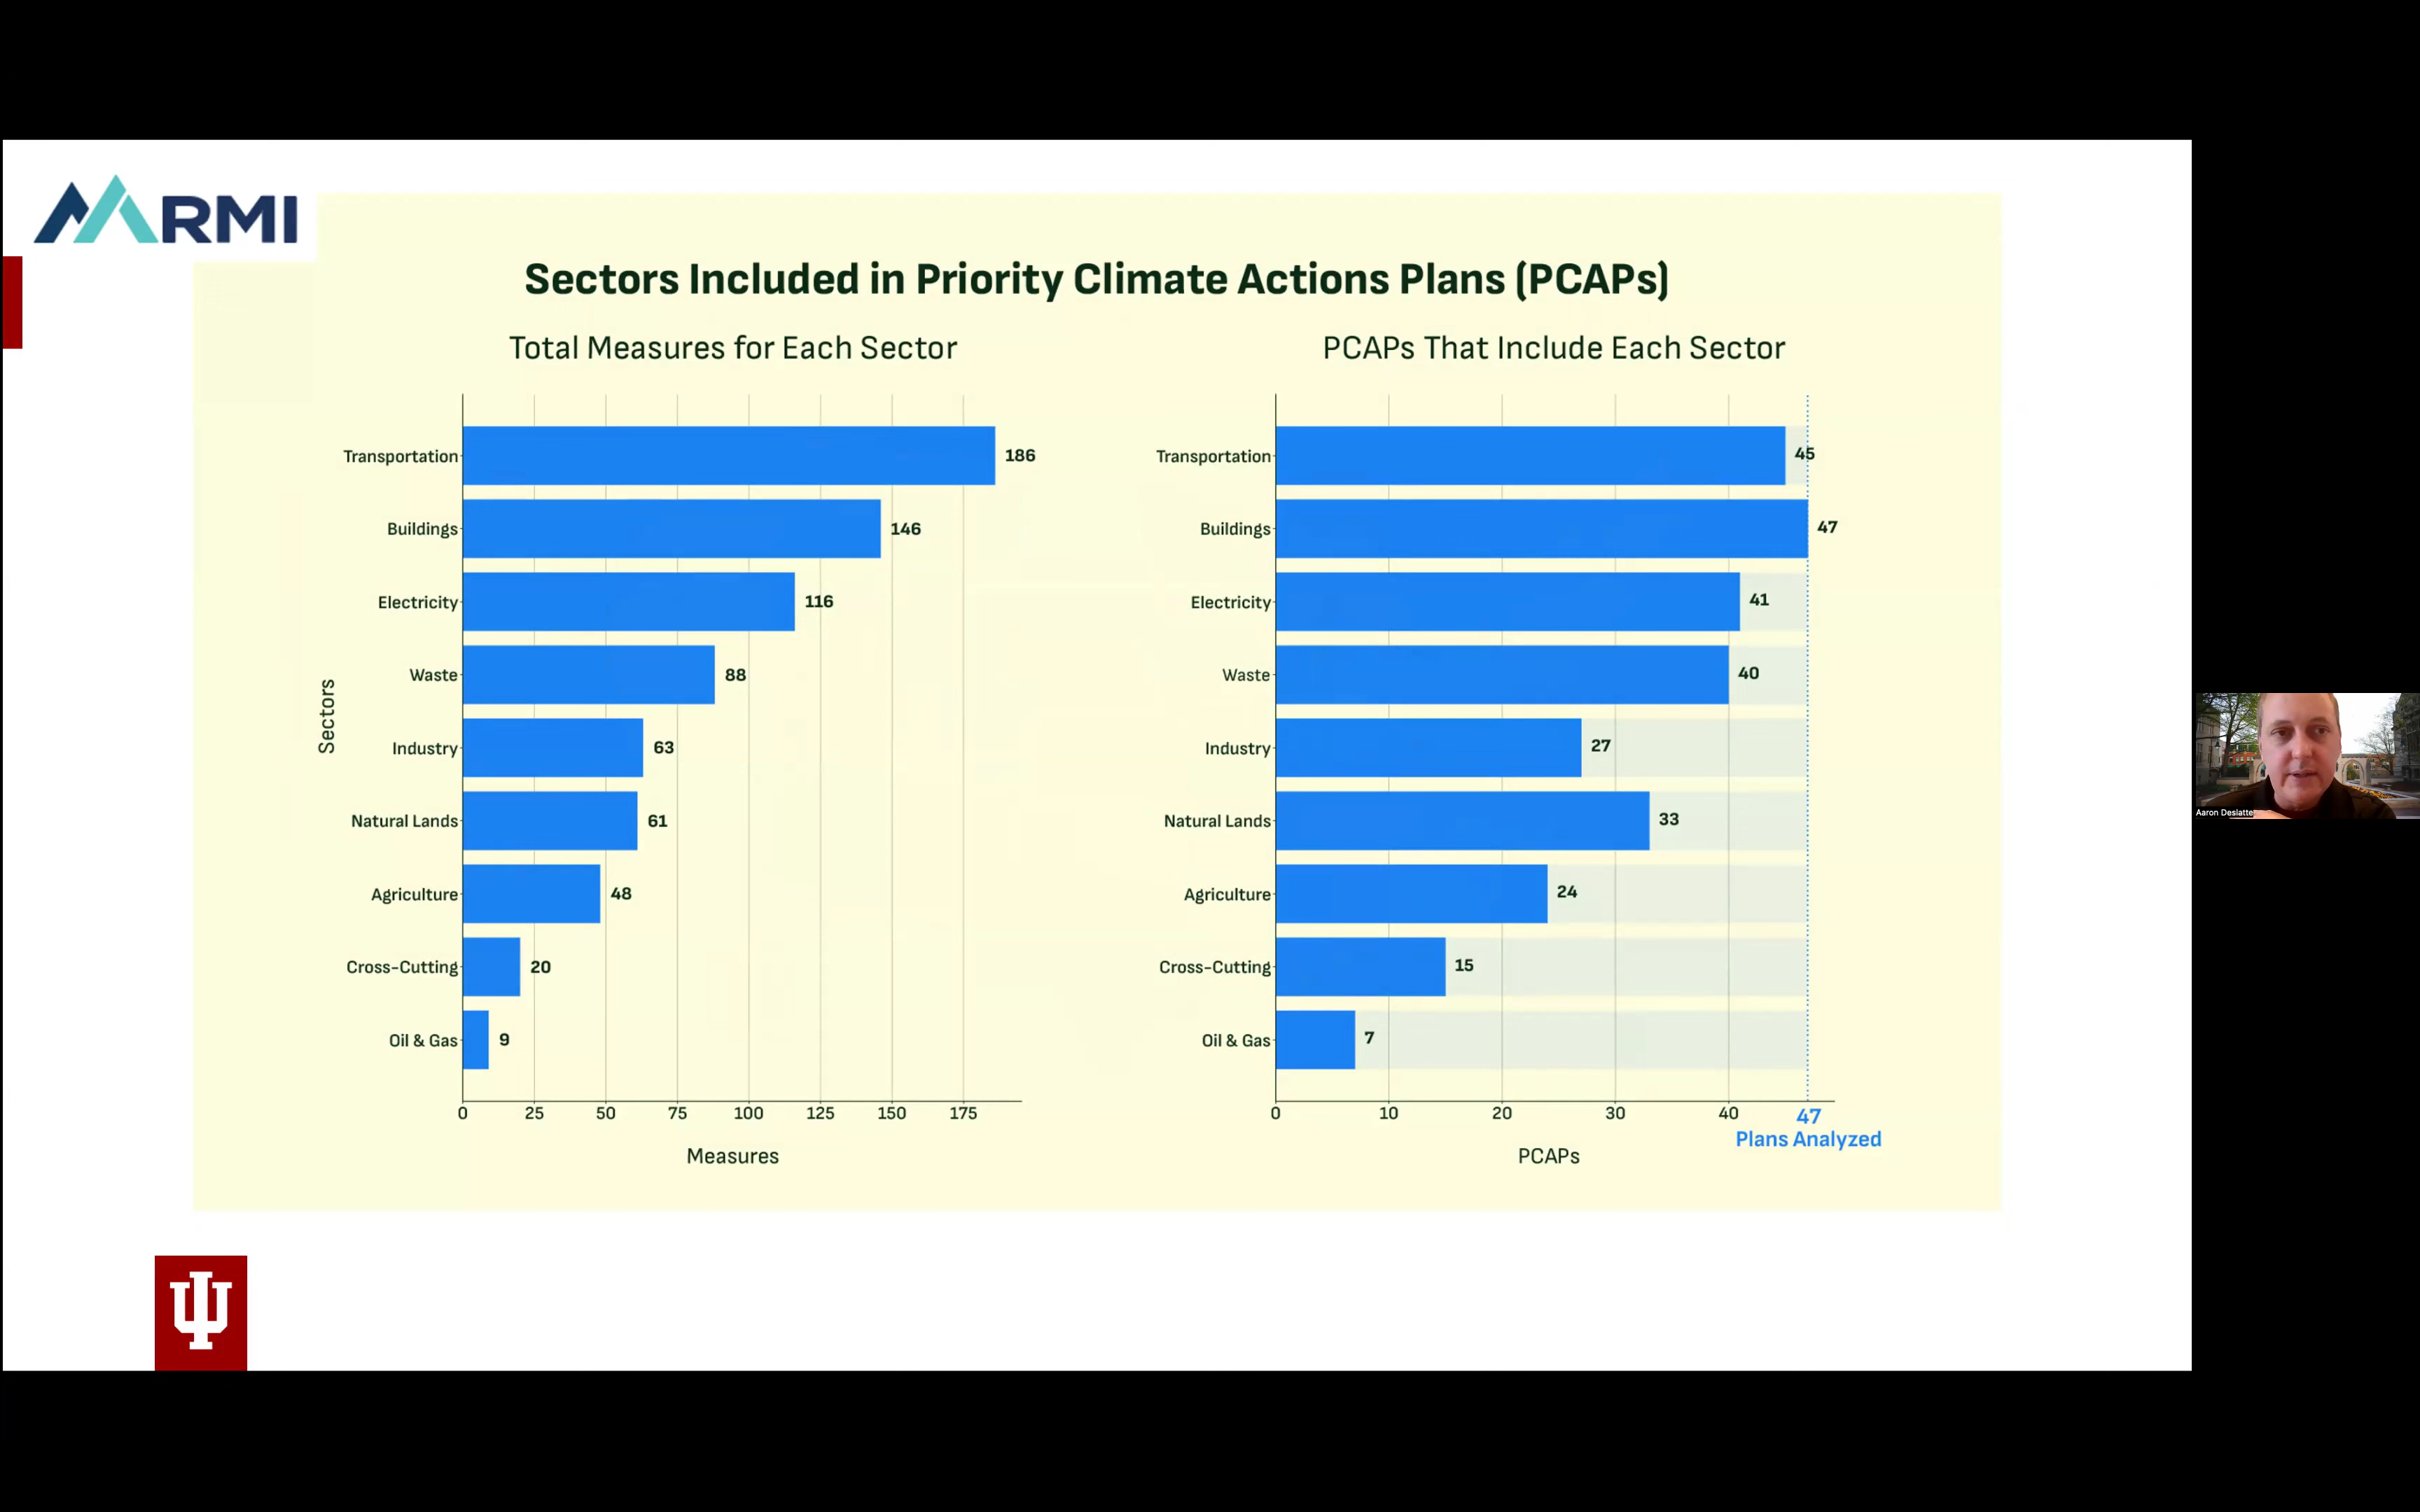 RMI
Sectors Included in Priority Climate Actions Plans (PCAPs)
Total Measures for Each Sector
Sectors
Transportation 186
Buildings 146
Electricity 116
Waste 88
Industry 63
Natural Lands 61
Agriculture 48
Cross-Cutting 20
Oil & Gas 9
0 25 50 75 100 125 150 175
Measures
PCAPs That Include Each Sector
Transportation 45
Buildings 47
Electricity 41
Waste 40
Industry 27
Natural Lands 33
Agriculture 24
Cross-Cutting 15
Oil & Gas 7
0 10 20 30 40 47
Plans Analyzed
PCAPs
Aaron Deslatte